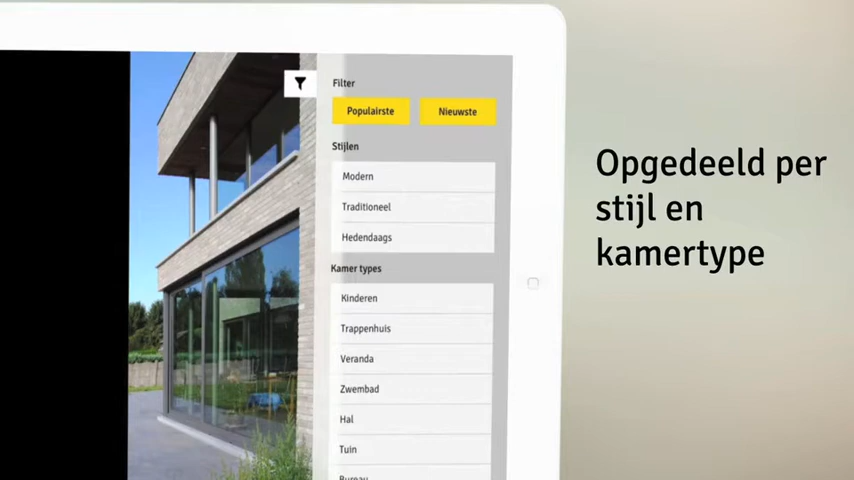 Filter
Populairste
Nieuwste
Stijlen
Modern
Traditioneel
Hedendaags
Kamer types
Kinderen
Trappenhuis
Veranda
Zwembad
Hal
Tuin
Bureau
Opgedeeld per
stijl en
kamertype